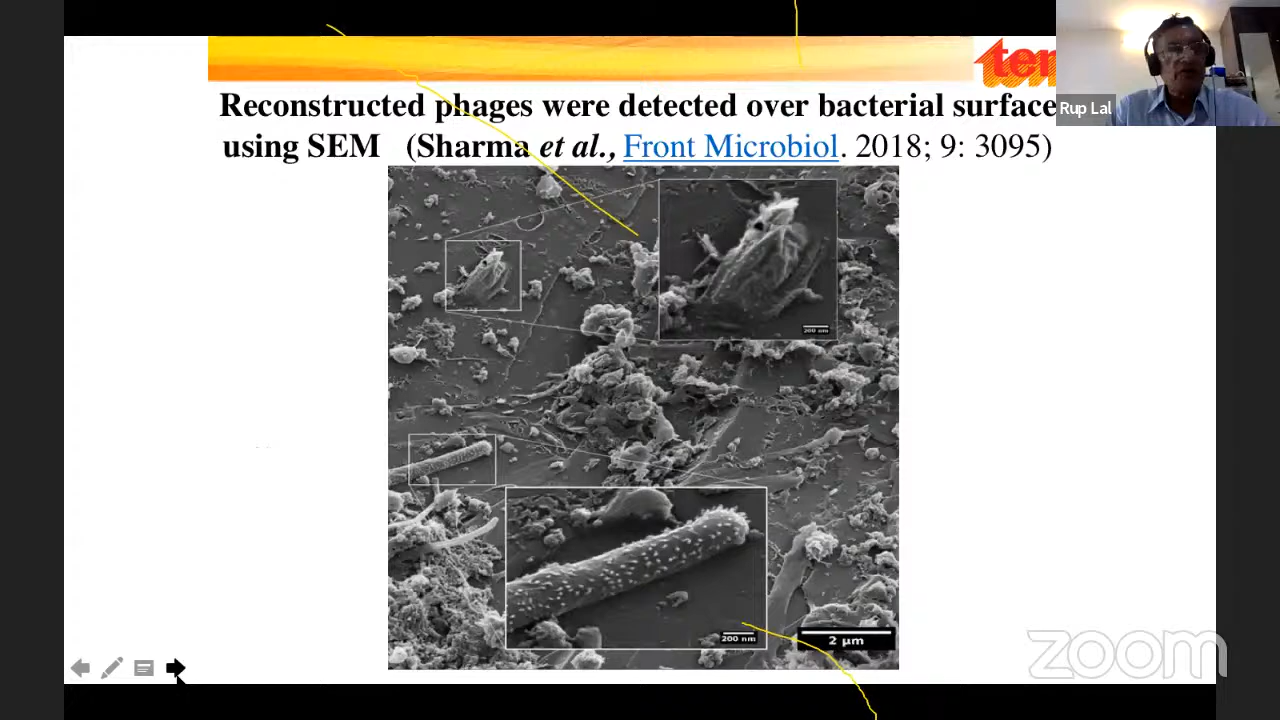 ten
Rup Lal
Reconstructed phages were detected over bacterial surface
using SEM (Sharma et al., Front Microbiol. 2018; 9: 3095)
200 nm
200 nm
2 µm
zoom